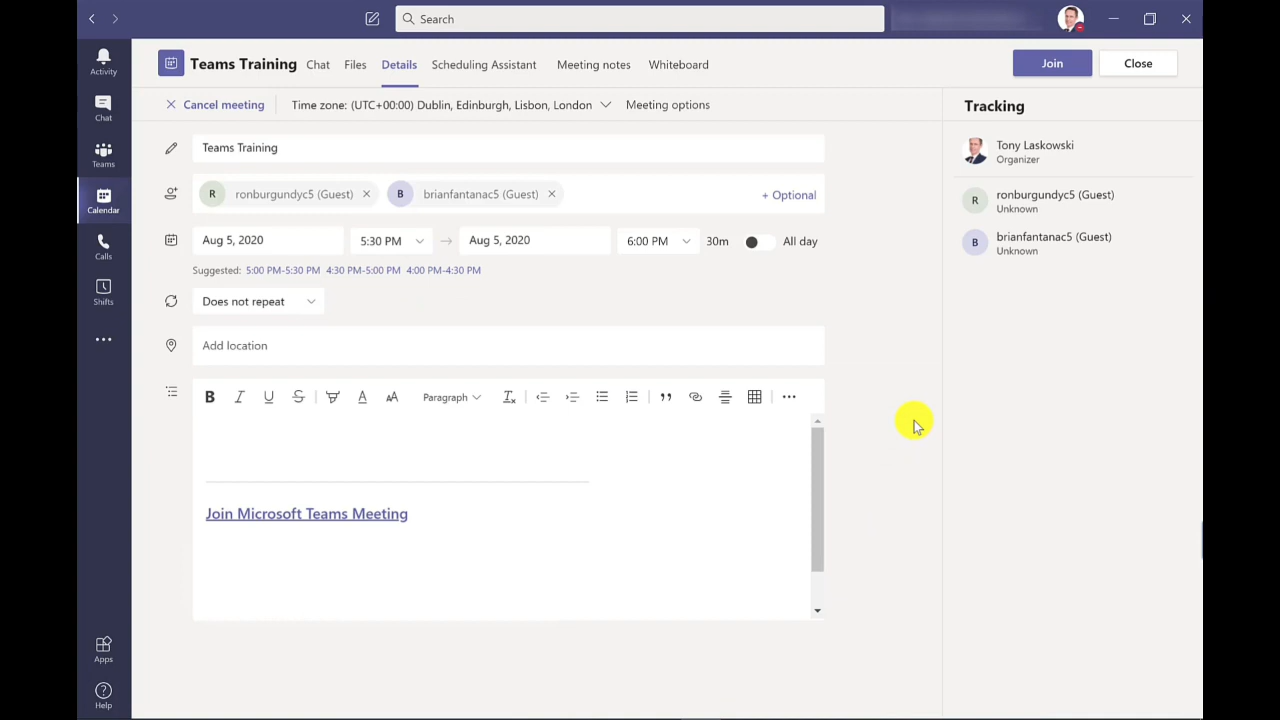 Search
Activity
Chat
Teams
Calendar
Calls
Shifts
Apps
Help
Teams Training Chat Files Details Scheduling Assistant Meeting notes Whiteboard Join Close
Cancel meeting Time zone: (UTC+00:00) Dublin, Edinburgh, Lisbon, London Meeting options
Teams Training
R ronburgundyc5 (Guest) B brianfantanac5 (Guest) + Optional
Aug 5, 2020 5:30 PM Aug 5, 2020 6:00 PM 30m All day
Suggested: 5:00 PM-5:30 PM 4:30 PM-5:00 PM 4:00 PM-4:30 PM
Does not repeat
Add location
B I U S A AA Paragraph
Join Microsoft Teams Meeting
Tracking
Tony Laskowski
Organizer
R ronburgundyc5 (Guest)
Unknown
B brianfantanac5 (Guest)
Unknown